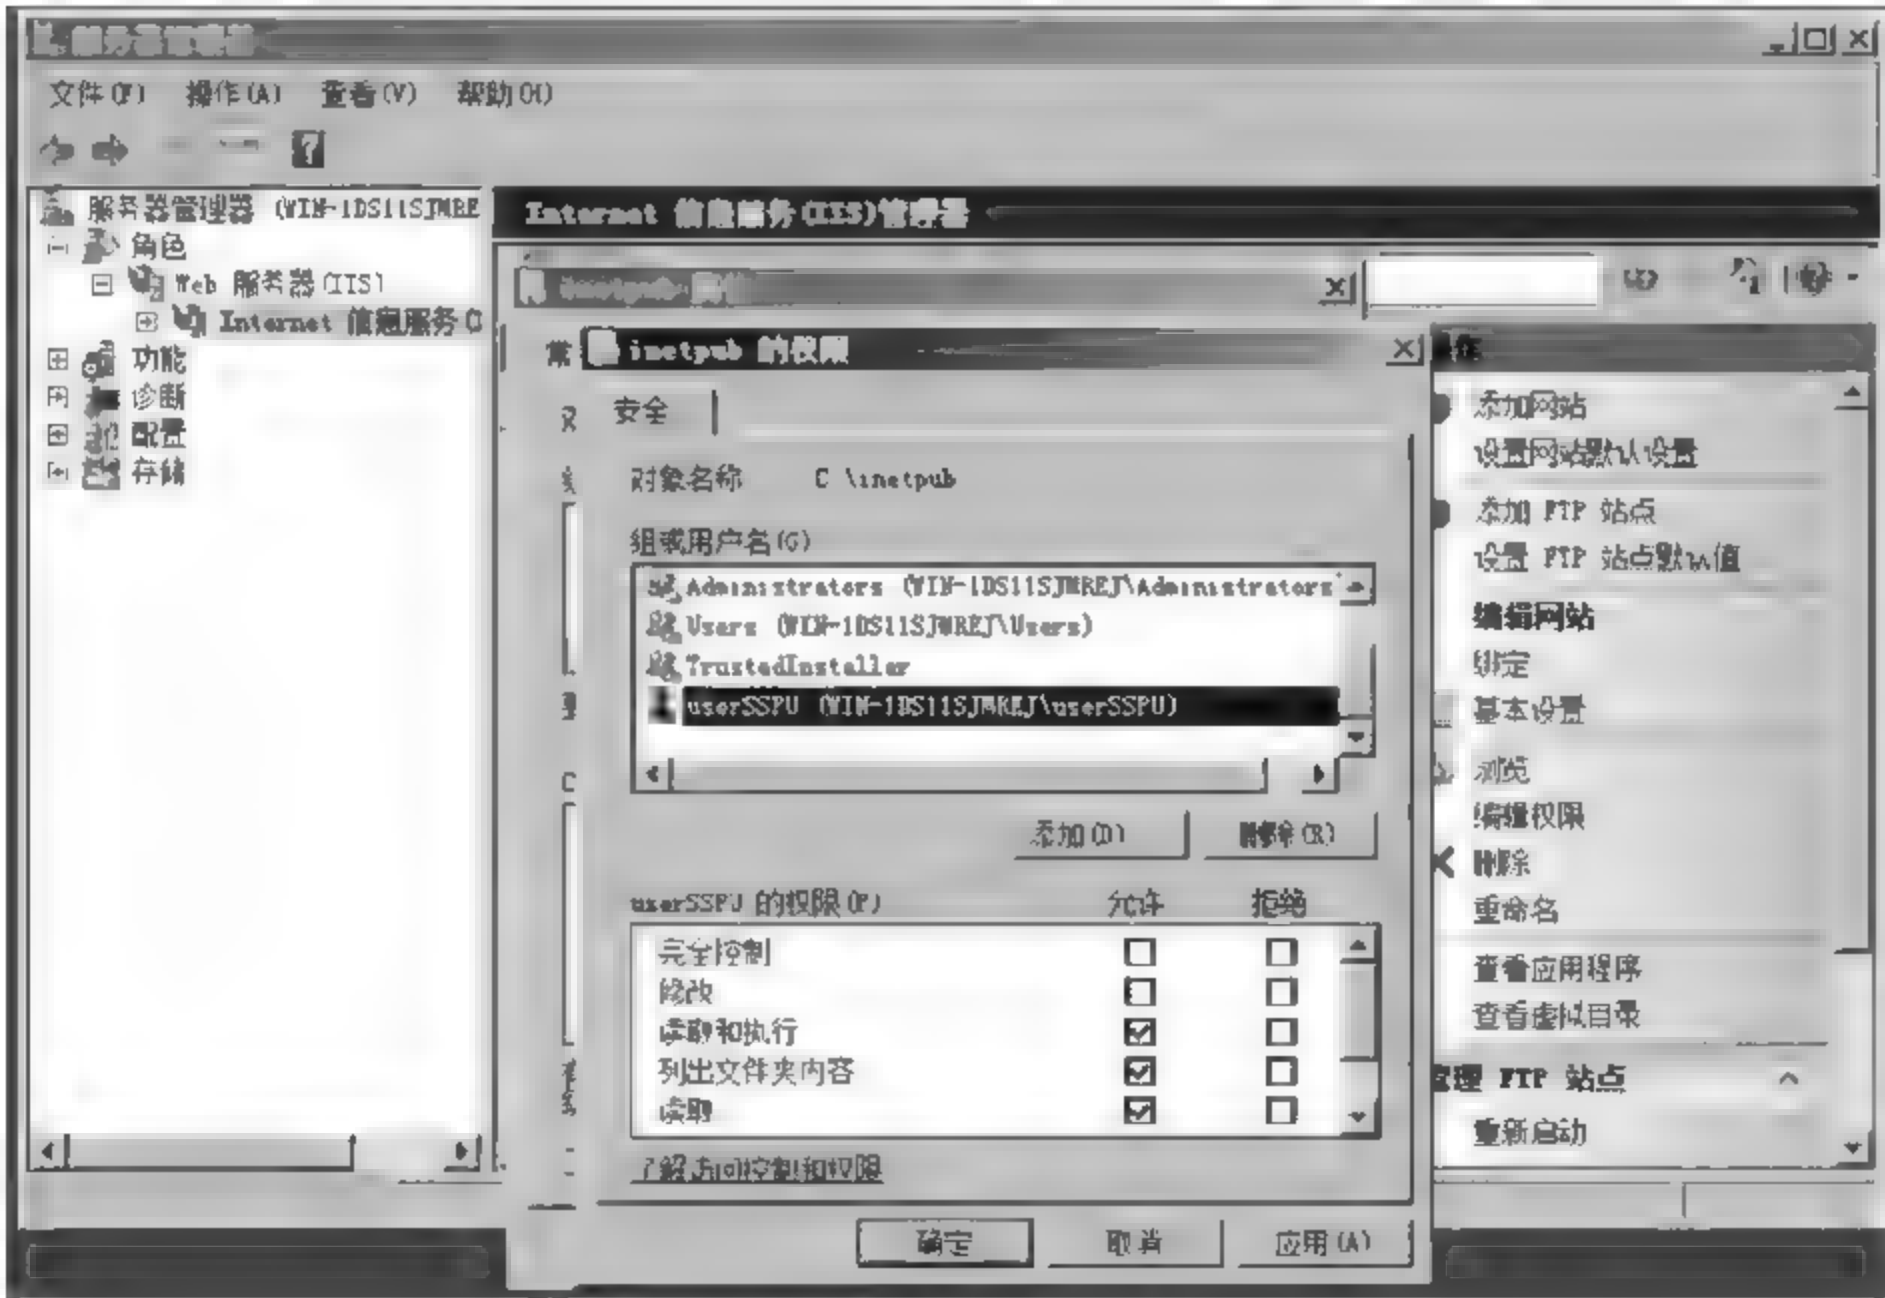 服务器管理器
文件(F) 操作(A) 查看(V) 帮助(H)
服务器管理器 (WIN-1DS11SJMRE
角色
Web 服务器(IIS)
Internet 信息服务(I
功能
诊断
配置
存储
Internet 信息服务(IIS)管理器
inetpub 的权限
安全
对象名称 C \inetpub
组或用户名(G)
Administrators (WIN-1DS11SJMREJ\Administrators
Users (WIN-1DS11SJMREJ\Users)
TrustedInstaller
userSSPU (WIN-1DS11SJMREJ\userSSPU)
添加(D) 删除(R)
userSSPU 的权限(P) 允许 拒绝
完全控制
修改
读取和执行
列出文件夹内容
读取
了解访问控制和权限
确定 取消 应用(A)
添加网站
设置网站默认设置
添加 FTP 站点
设置 FTP 站点默认值
编辑网站
绑定
基本设置
浏览
编辑权限
删除
重命名
查看应用程序
查看虚拟目录
管理 FTP 站点
重新启动